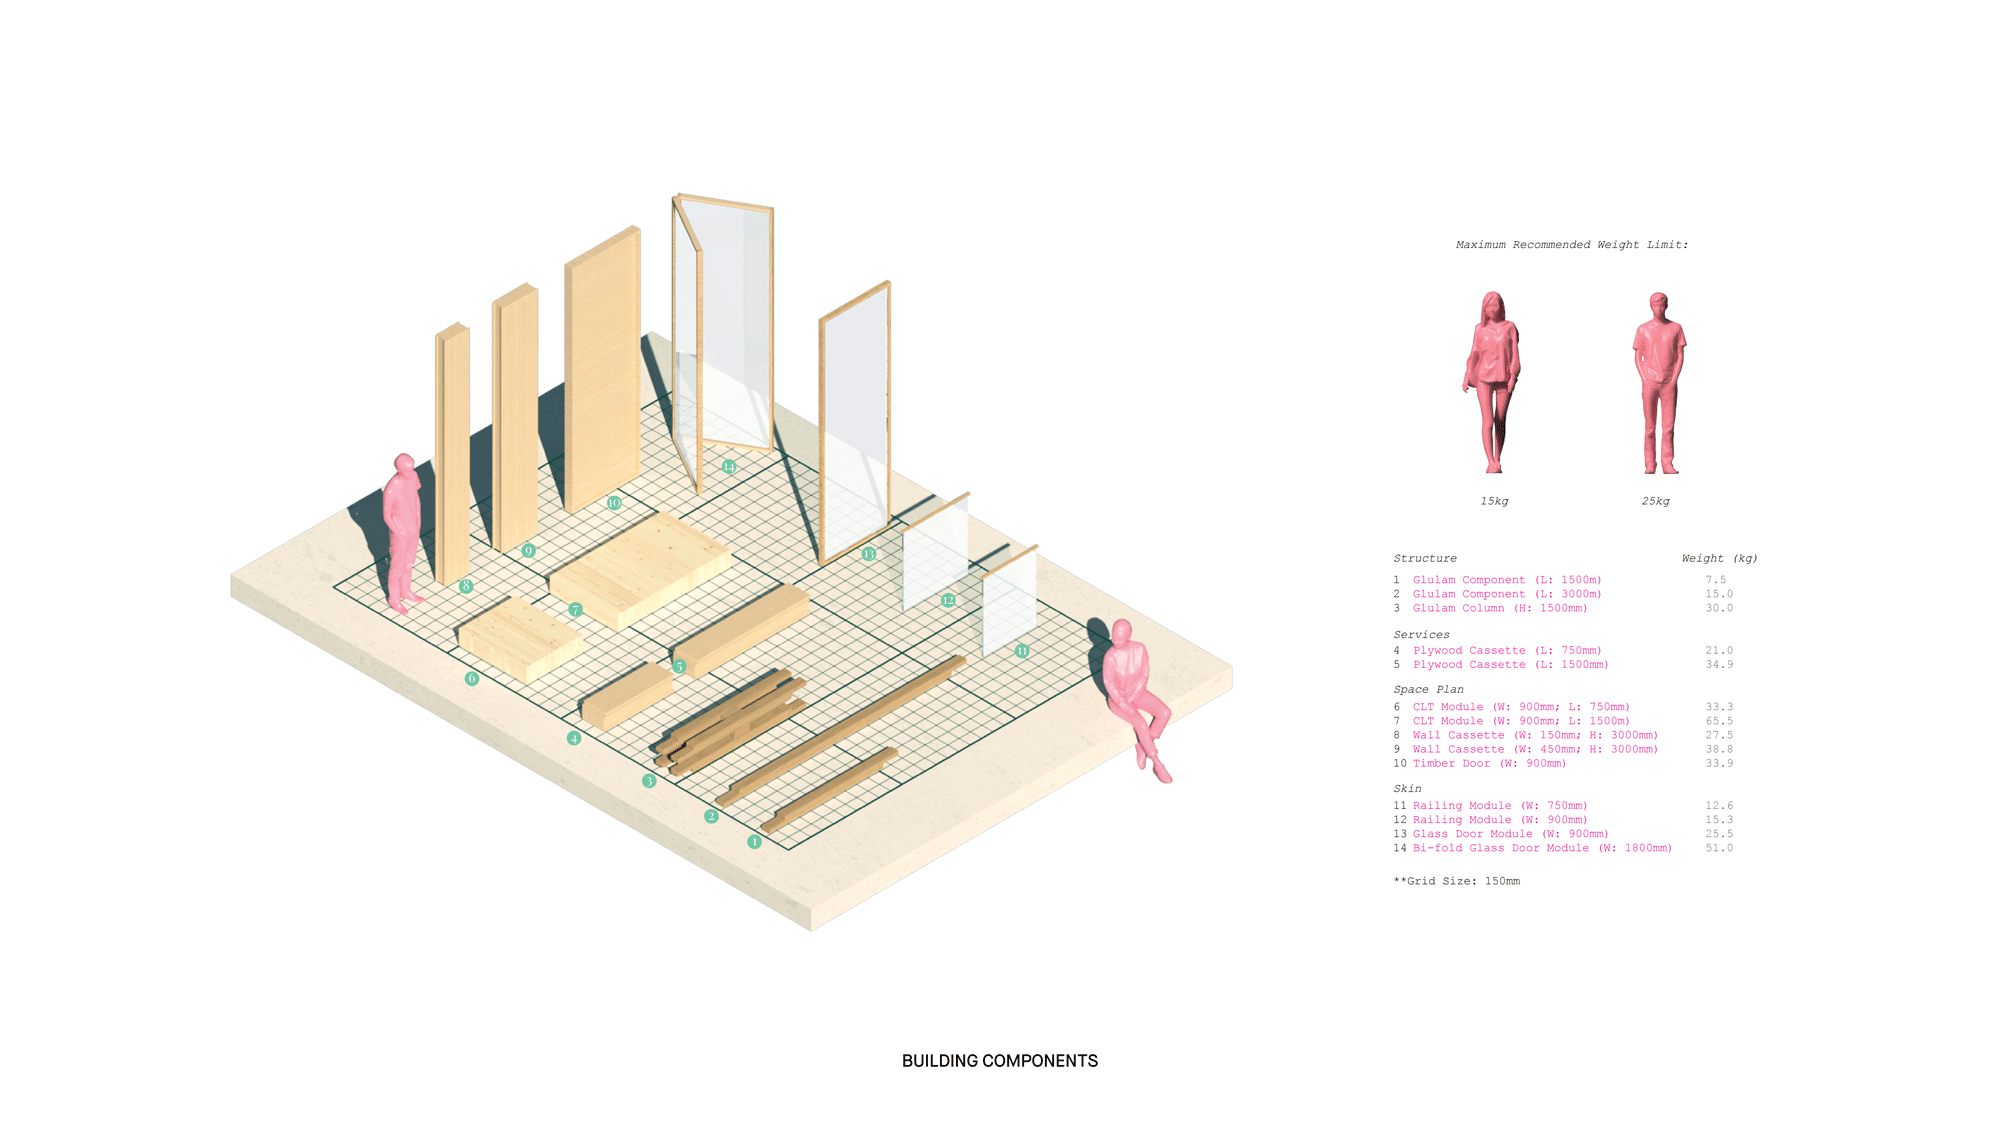 Maximum Recommended Weight Limit:
15kg 25kg
Structure Weight (kg)
1 Glulam Component (L: 1500m) 7.5
2 Glulam Component (L: 3000m) 15.0
3 Glulam Column (H: 1500mm) 30.0
Services
4 Plywood Cassette (L: 750mm) 21.0
5 Plywood Cassette (L: 1500mm) 34.9
Space Plan
6 CLT Module (W: 900mm; L: 750mm) 33.3
7 CLT Module (W: 900mm; L: 1500m) 65.5
8 Wall Cassette (W: 150mm; H: 3000mm) 27.5
9 Wall Cassette (W: 450mm; H: 3000mm) 38.8
10 Timber Door (W: 900mm) 33.9
Skin
11 Railing Module (W: 750mm) 12.6
12 Railing Module (W: 900mm) 15.3
13 Glass Door Module (W: 900mm) 25.5
14 Bi-fold Glass Door Module (W: 1800mm) 51.0
**Grid Size: 150mm
14
10
9
13
8
12
7
11
5
6
4
3
2
1
BUILDING COMPONENTS